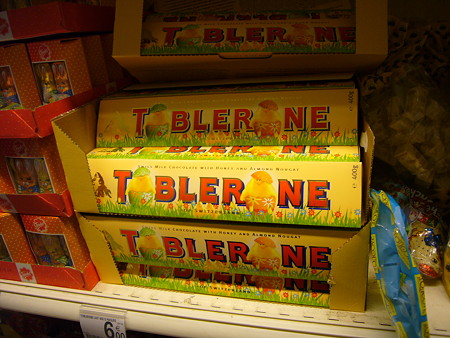 TOBLERONE
TOBLERONE
400g
SWISS MILK CHOCOLATE WITH HONEY AND ALMOND NOUGAT
TOBLERONE
400g e
SWISS MILK CHOCOLATE WITH HONEY AND ALMOND NOUGAT
TOBLERONE
6